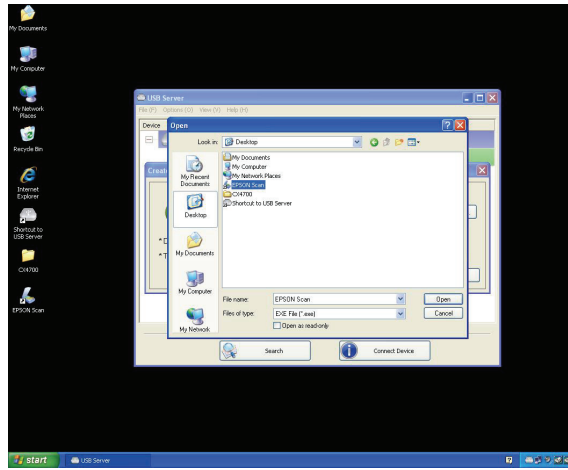 My Documents
My Computer
My Network
Places
Recycle Bin
Internet
Explorer
Shortcut to
USB Server
CX4700
EPSON Scan
USB Server
File (F) Options (O) View (V) Help (H)
Device
Open
Look in:
Desktop
My Recent
Documents
Desktop
My Documents
My Computer
My Network
My Documents
My Computer
My Network Places
EPSON Scan
CX4700
Shortcut to USB Server
File name:
EPSON Scan
Open
Files of type:
EXE File (*.exe)
Cancel
Open as read-only
Search
Connect Device
start
USB Server